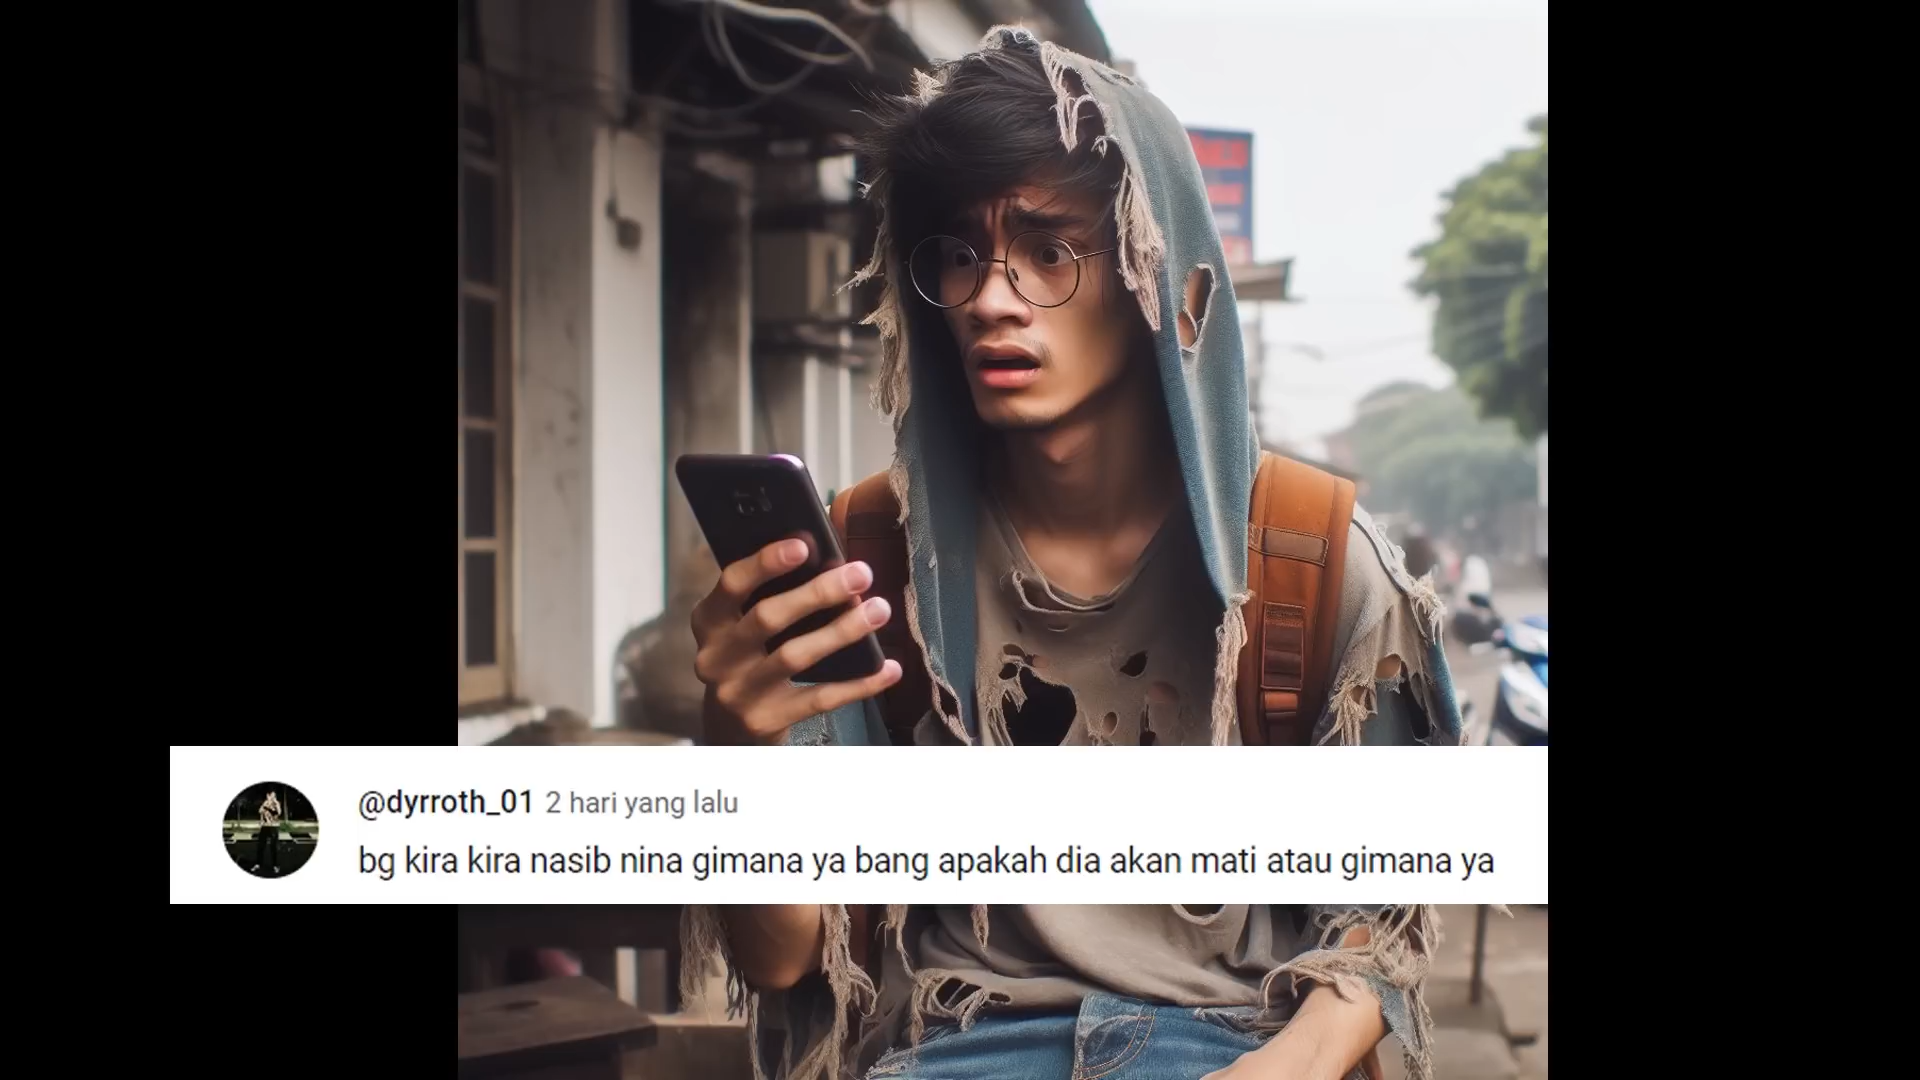 @dyrroth_01 2 hari yang lalu
bg kira kira nasib nina gimana ya bang apakah dia akan mati atau gimana ya